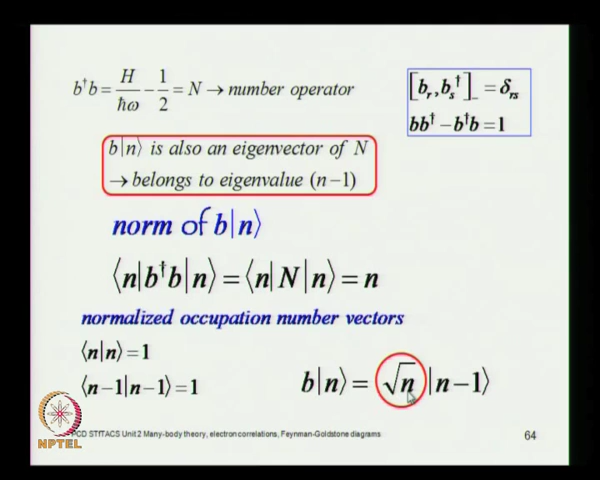 b†b = H/ħω − 1/2 = N → number operator
[b_r, b_s†]_− = δ_rs
bb† − b†b = 1
b|n⟩ is also an eigenvector of N
→ belongs to eigenvalue (n−1)
norm of b|n⟩
⟨n|b†b|n⟩ = ⟨n|N|n⟩ = n
normalized occupation number vectors
⟨n|n⟩ = 1
⟨n−1|n−1⟩ = 1
b|n⟩ = √n |n−1⟩
NPTEL
PCD STiTACS Unit 2 Many-body theory, electron correlations, Feynman-Goldstone diagrams
64